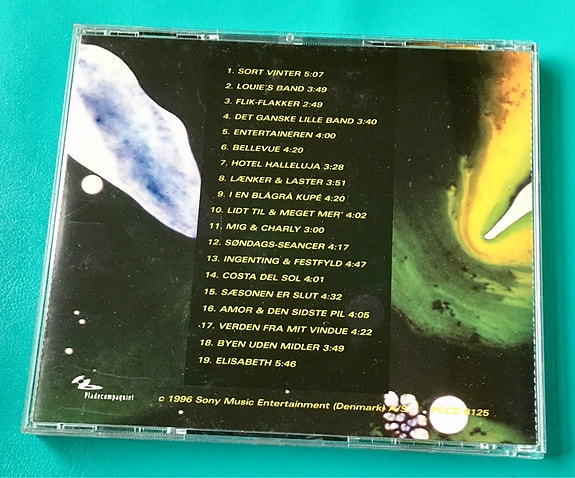 1. SORT VINTER 5:07
2. LOUIE'S BAND 3:49
3. FLIK-FLAKKER 2:49
4. DET GANSKE LILLE BAND 3:40
5. ENTERTAINEREN 4:00
6. BELLEVUE 4:20
7. HOTEL HALLELUJA 3:28
8. LÆNKER & LASTER 3:51
9. I EN BLÅGRÅ KUPÉ 4:20
10. LIDT TIL & MEGET MER' 4:02
11. MIG & CHARLY 3:00
12. SØNDAGS-SEANCER 4:17
13. INGENTING & FESTFYLD 4:47
14. COSTA DEL SOL 4:01
15. SÆSONEN ER SLUT 4:32
16. AMOR & DEN SIDSTE PIL 4:05
17. VERDEN FRA MIT VINDUE 4:22
18. BYEN UDEN MIDLER 3:49
19. ELISABETH 5:46
Pladecompagniet
c 1996 Sony Music Entertainment (Denmark) A/S